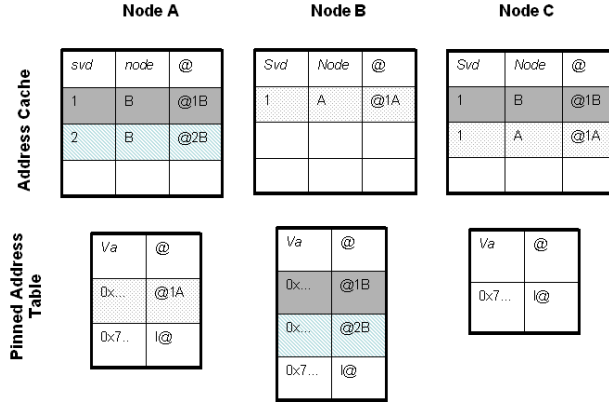 Node A
Node B
Node C
Address Cache
svd node @
1 B @1B
2 B @2B
Svd Node @
1 A @1A
Svd Node @
1 B @1B
1 A @1A
Pinned Address
Table
Va @
0x... @1A
0x7.. l@
Va @
0x... @1B
0x... @2B
0x7... l@
Va @
0x7... l@